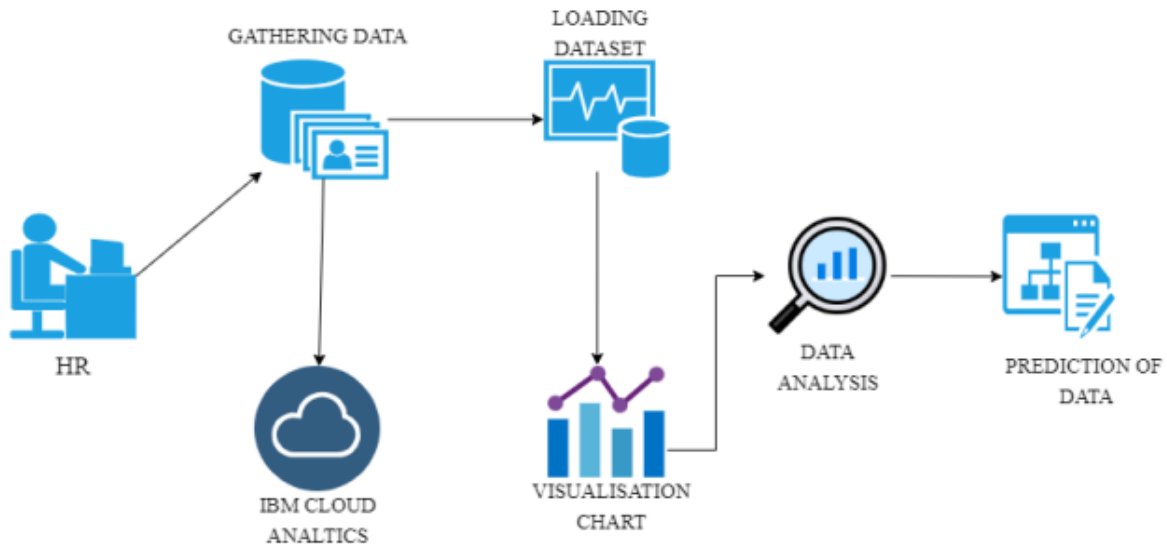 GATHERING DATA
LOADING
DATASET
HR
IBM CLOUD
ANALTICS
VISUALISATION
CHART
DATA
ANALYSIS
PREDICTION OF
DATA